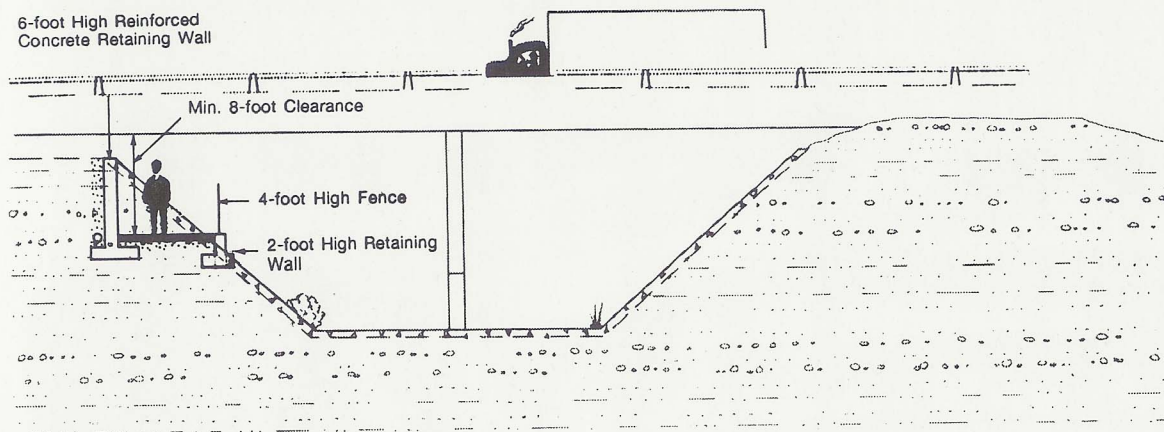 6-foot High Reinforced
Concrete Retaining Wall
Min. 8-foot Clearance
4-foot High Fence
2-foot High Retaining
Wall